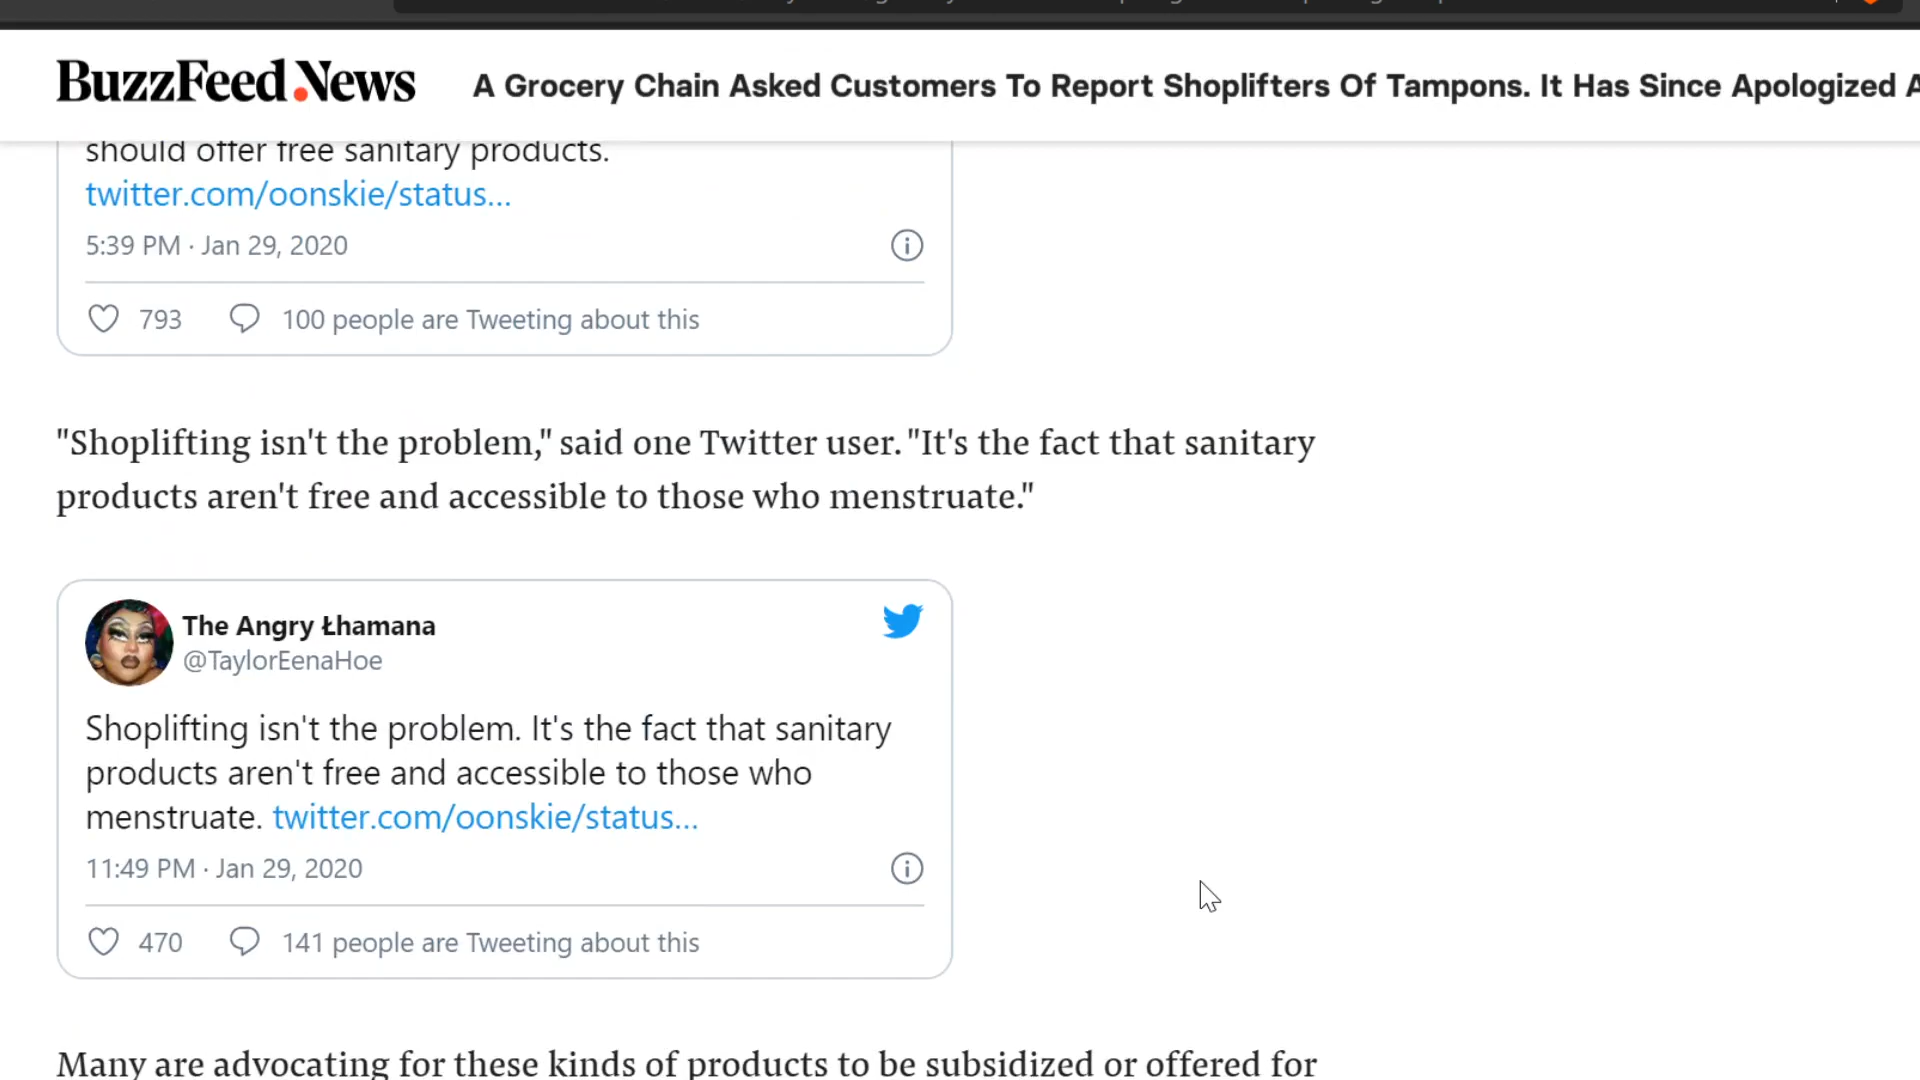 BuzzFeed News
A Grocery Chain Asked Customers To Report Shoplifters Of Tampons. It Has Since Apologized A
should offer free sanitary products.
twitter.com/oonskie/status...
5:39 PM · Jan 29, 2020
793 100 people are Tweeting about this
"Shoplifting isn't the problem," said one Twitter user. "It's the fact that sanitary
products aren't free and accessible to those who menstruate."
The Angry Łhamana
@TaylorEenaHoe
Shoplifting isn't the problem. It's the fact that sanitary
products aren't free and accessible to those who
menstruate. twitter.com/oonskie/status...
11:49 PM · Jan 29, 2020
470 141 people are Tweeting about this
Many are advocating for these kinds of products to be subsidized or offered for